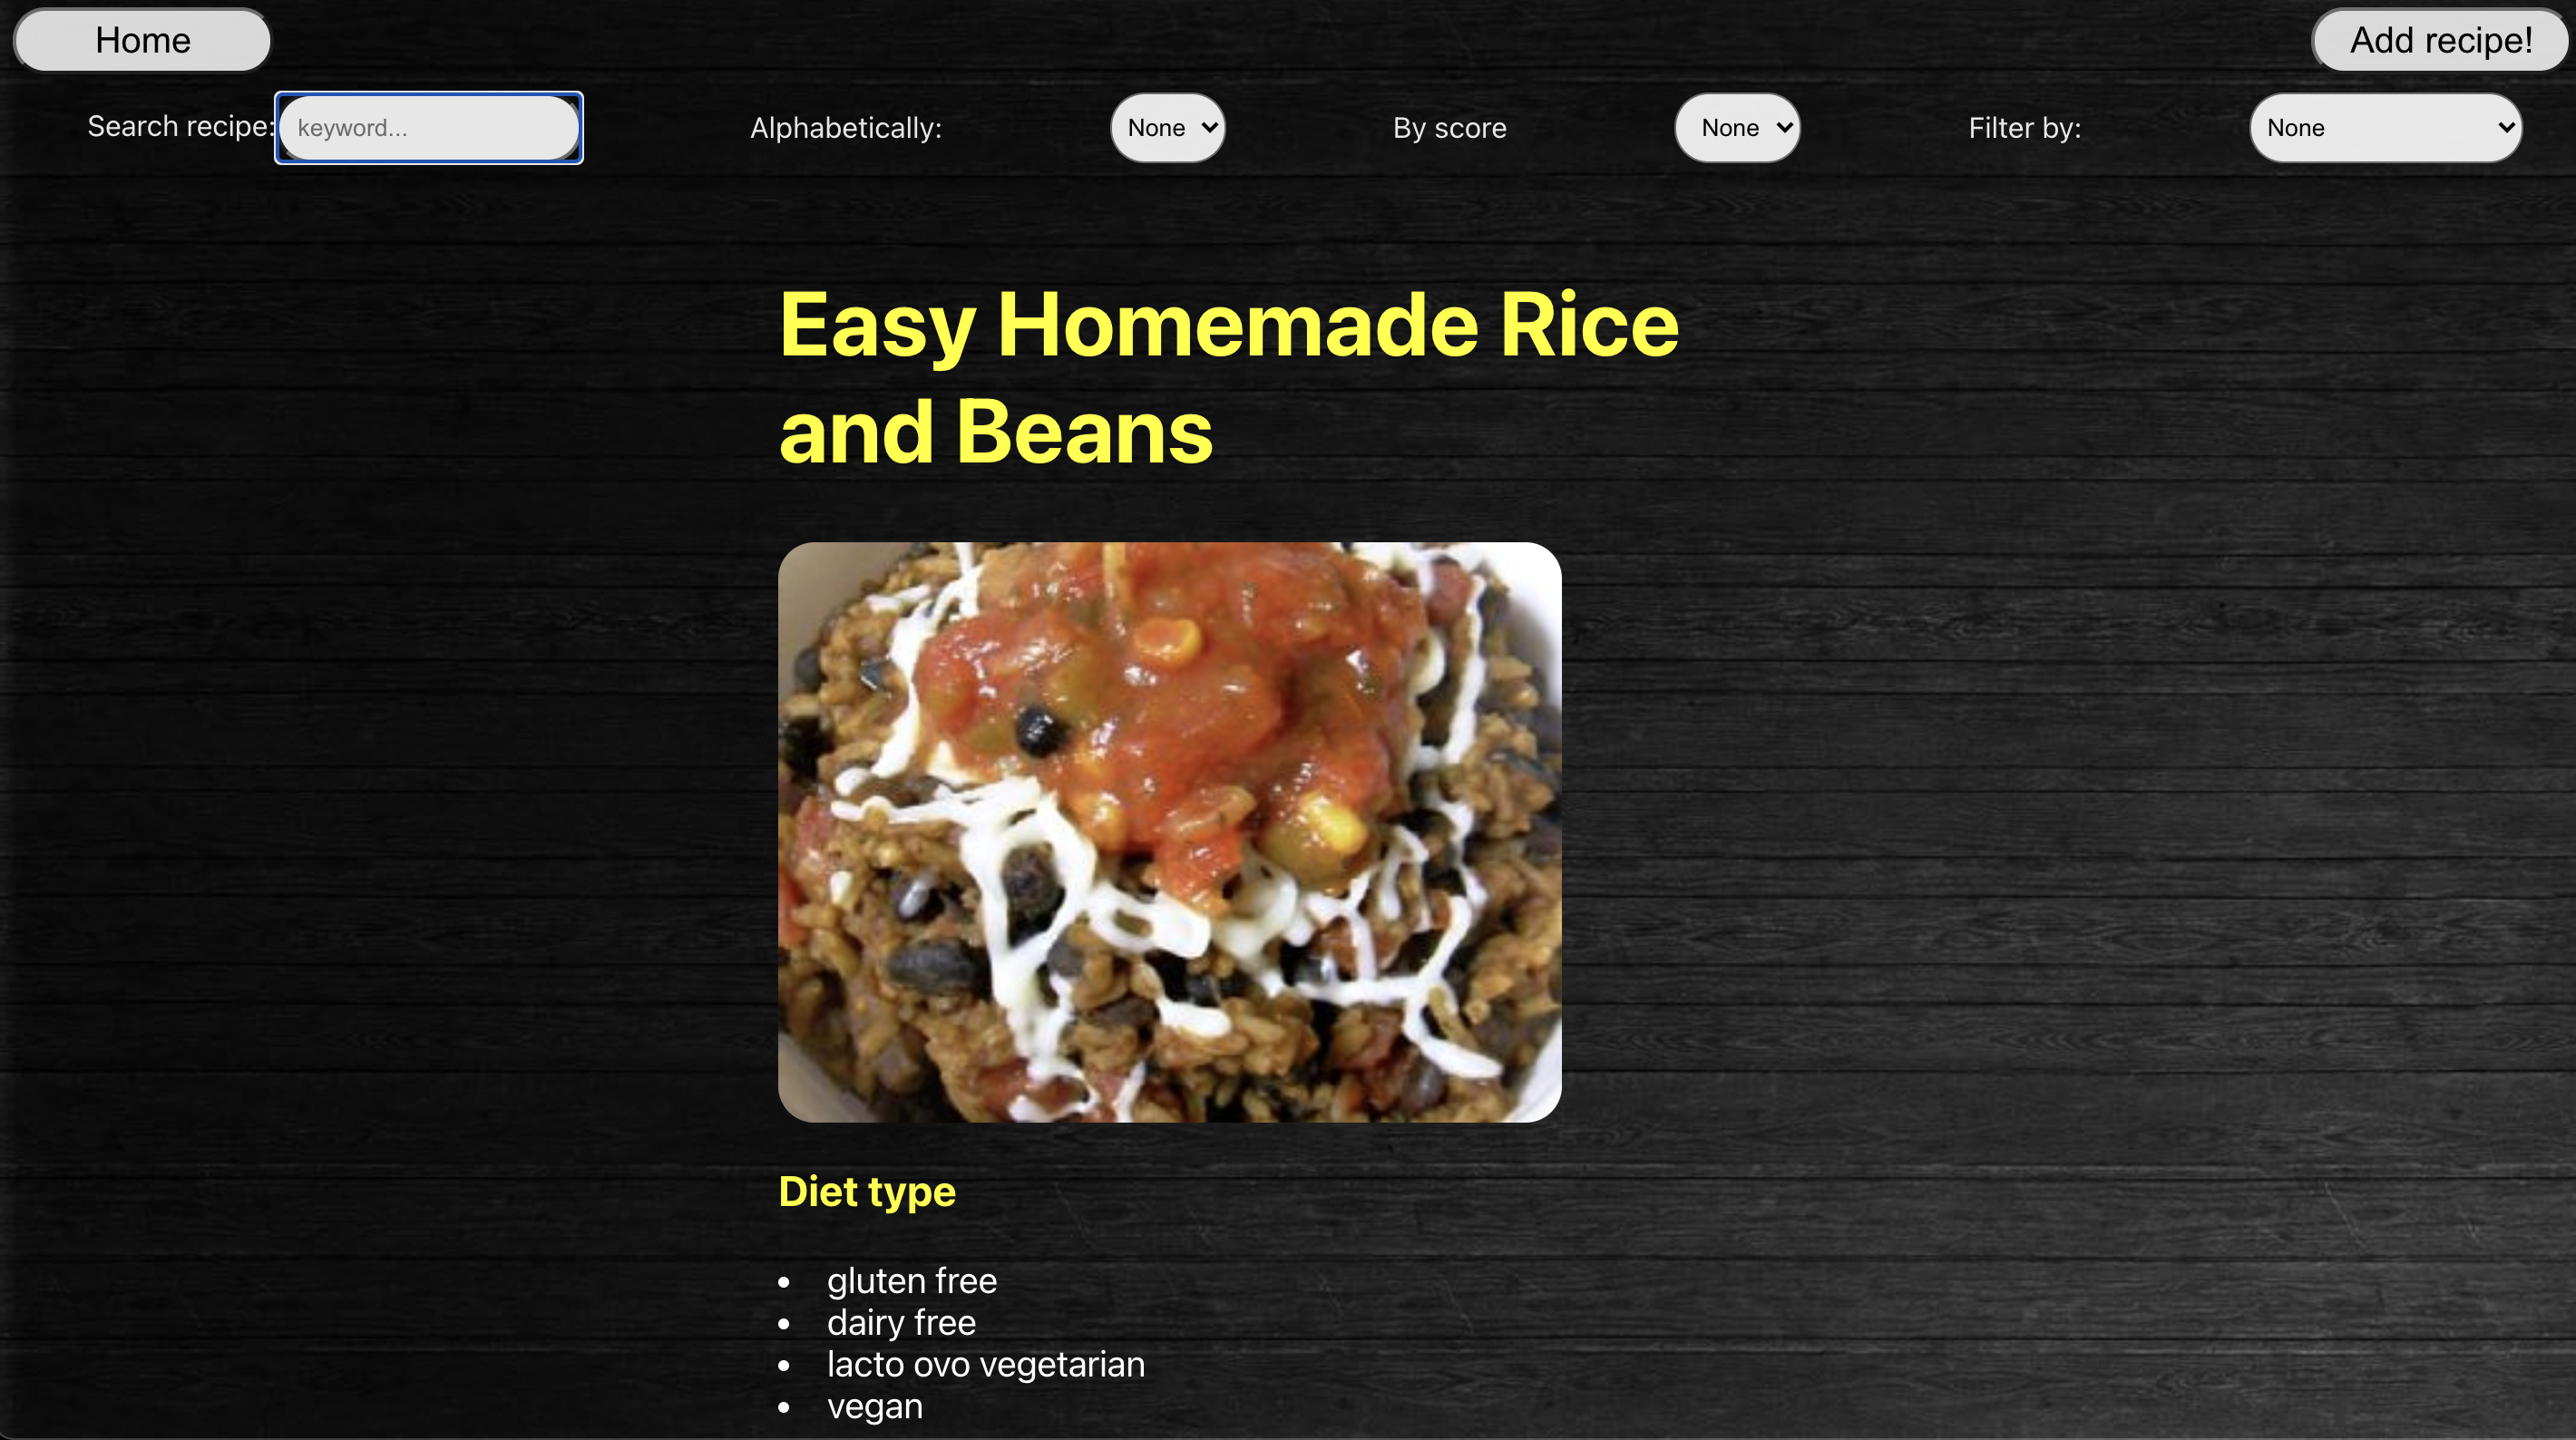 Home
Add recipe!
Search recipe: keyword...
Alphabetically: None
By score None
Filter by: None
Easy Homemade Rice
and Beans
Diet type
• gluten free
• dairy free
• lacto ovo vegetarian
• vegan